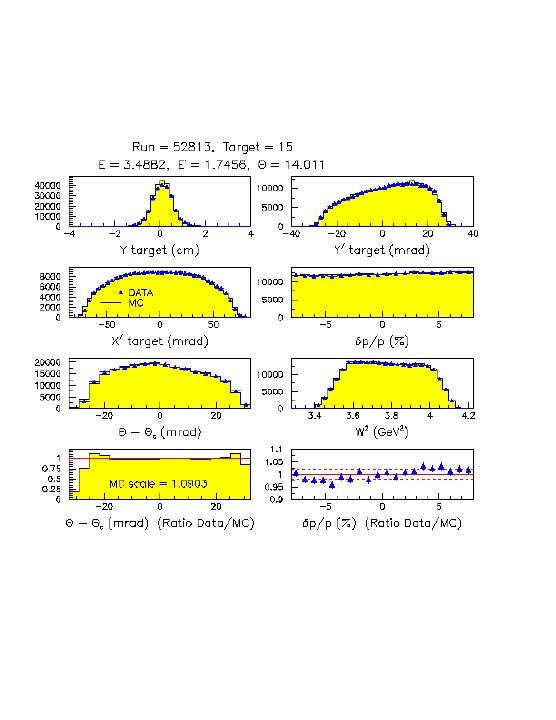 Run = 52813, Target = 15
E = 3.4882, E' = 1.7456, Θ = 14.011
40000
30000
20000
10000
0
-4 -2 0 2 4
Y target (cm)
10000
5000
0
-40 -20 0 20 40
Y' target (mrad)
8000
6000
4000
2000
0
DATA
MC
-50 0 50
X' target (mrad)
10000
0
-5 0 5
δp/p (%)
20000
15000
10000
5000
0
-20 0 20
Θ - Θc (mrad)
10000
5000
0
3.4 3.6 3.8 4 4.2
W² (GeV²)
1
0.75
0.5
0.25
0
MC scale = 1.0903
-20 0 20
Θ - Θc (mrad) (Ratio Data/MC)
1.1
1.05
1
0.95
0.9
-5 0 5
δp/p (%) (Ratio Data/MC)